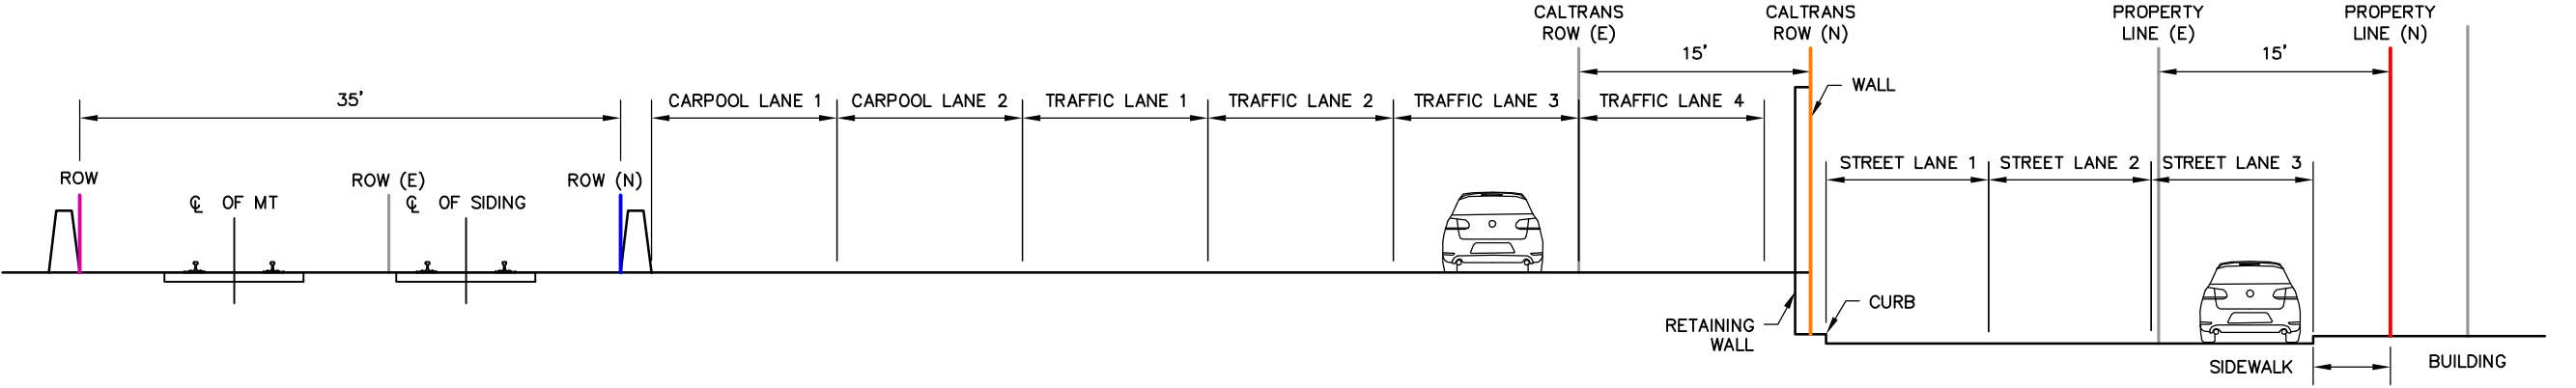 CALTRANS
ROW (E)
CALTRANS
ROW (N)
PROPERTY
LINE (E)
PROPERTY
LINE (N)
15'
15'
35'
CARPOOL LANE 1
CARPOOL LANE 2
TRAFFIC LANE 1
TRAFFIC LANE 2
TRAFFIC LANE 3
TRAFFIC LANE 4
WALL
STREET LANE 1
STREET LANE 2
STREET LANE 3
ROW
ROW (E)
ROW (N)
℄ OF MT
℄ OF SIDING
CURB
RETAINING
WALL
SIDEWALK
BUILDING